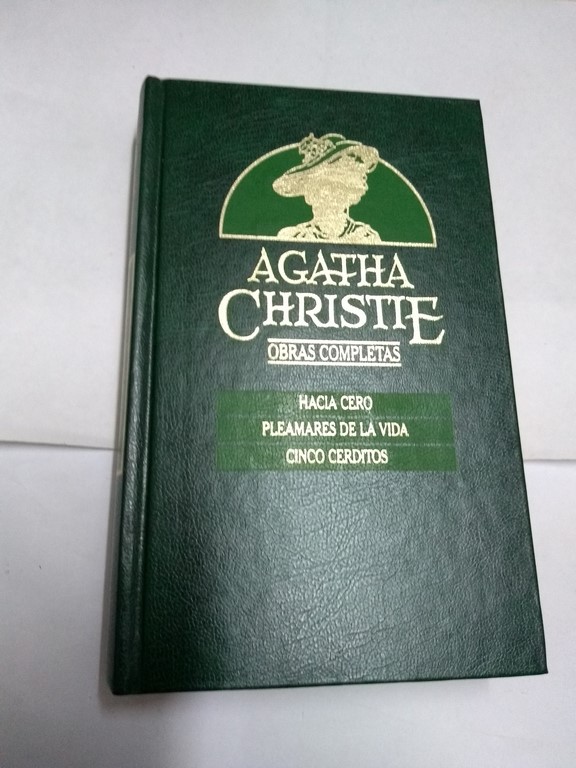 AGATHA
CHRISTIE
OBRAS COMPLETAS
HACIA CERO
PLEAMARES DE LA VIDA
CINCO CERDITOS